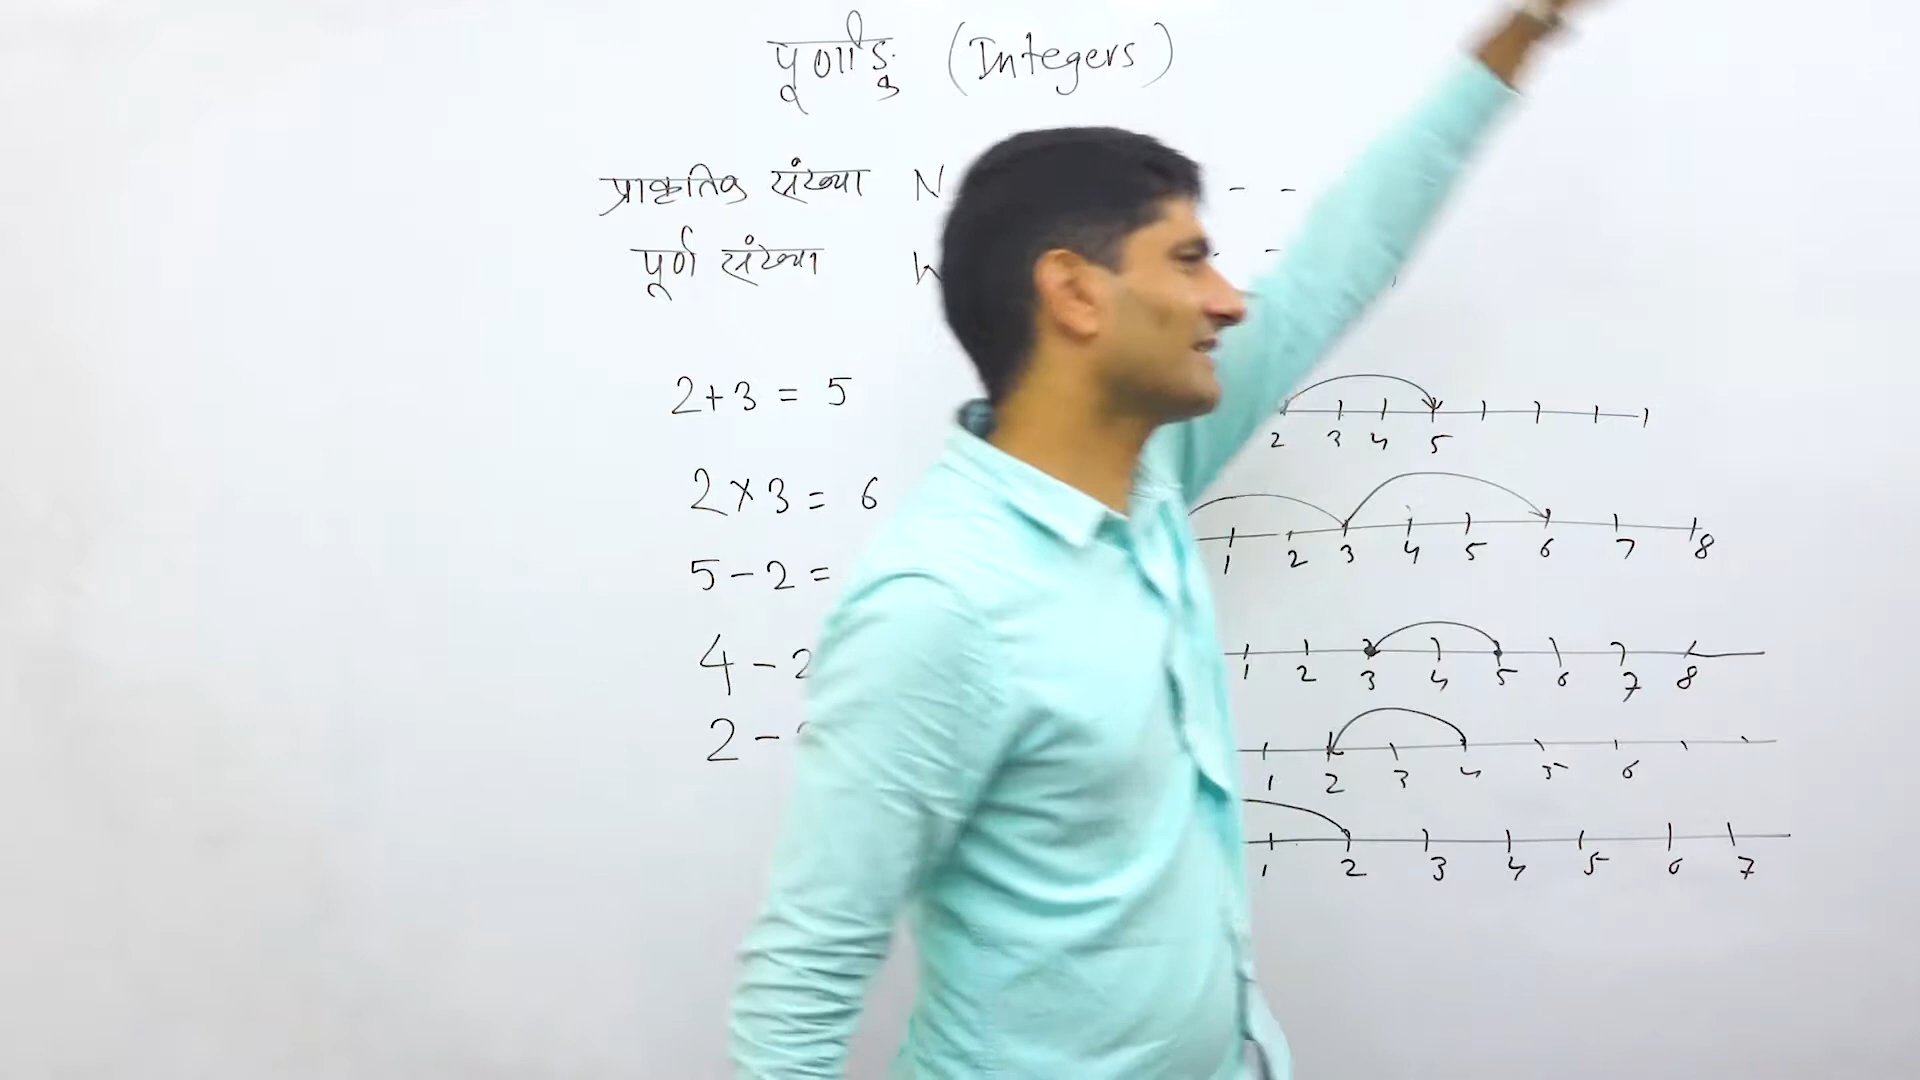 पूर्णाङ्क (Integers)
प्राकृतिक संख्या N - -
पूर्ण संख्या W - -
2+3 = 5
2 3 4 5
2×3 = 6
1 2 3 4 5 6 7 8
5-2 =
1 2 3 4 5 6 7 8
4-2
1 2 3 4 5 6
2-
1 2 3 4 5 6 7